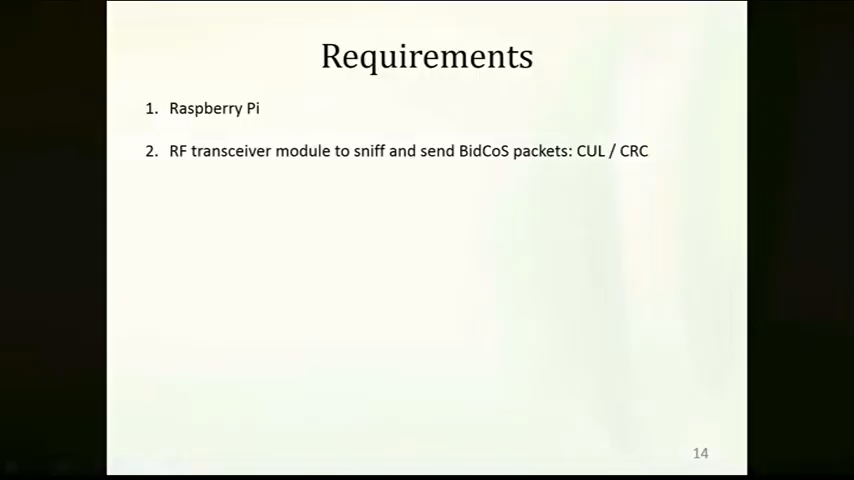 Requirements
1. Raspberry Pi
2. RF transceiver module to sniff and send BidCoS packets: CUL / CRC
14